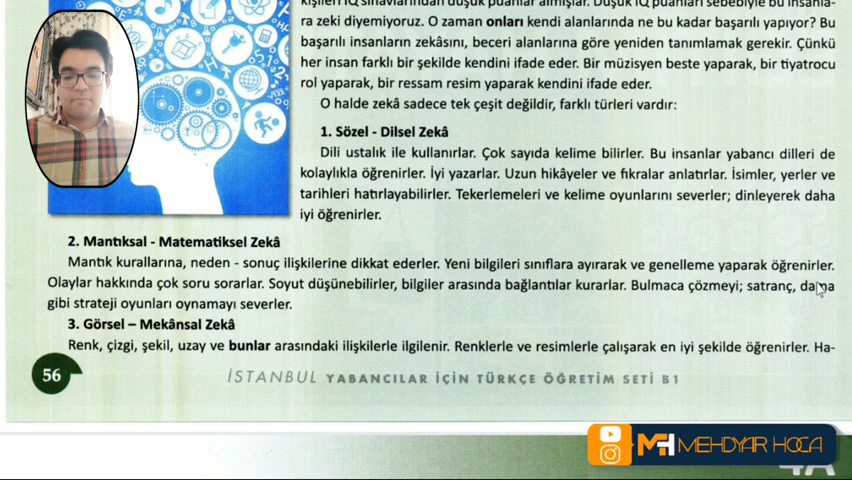 kişilen IQ sınavlarından düşük puanlar almışlar. Düşük IQ puanları sebebiyle bu insanla-
ra zeki diyemiyoruz. O zaman onları kendi alanlarında ne bu kadar başarılı yapıyor? Bu
başarılı insanların zekâsını, beceri alanlarına göre yeniden tanımlamak gerekir. Çünkü
her insan farklı bir şekilde kendini ifade eder. Bir müzisyen beste yaparak, bir tiyatrocu
rol yaparak, bir ressam resim yaparak kendini ifade eder.
O halde zekâ sadece tek çeşit değildir, farklı türleri vardır:
1. Sözel - Dilsel Zekâ
Dili ustalık ile kullanırlar. Çok sayıda kelime bilirler. Bu insanlar yabancı dilleri de
kolaylıkla öğrenirler. İyi yazarlar. Uzun hikâyeler ve fıkralar anlatırlar. İsimler, yerler ve
tarihleri hatırlayabilirler. Tekerlemeleri ve kelime oyunlarını severler; dinleyerek daha
iyi öğrenirler.
2. Mantıksal - Matematiksel Zekâ
Mantık kurallarına, neden - sonuç ilişkilerine dikkat ederler. Yeni bilgileri sınıflara ayırarak ve genelleme yaparak öğrenirler.
Olaylar hakkında çok soru sorarlar. Soyut düşünebilirler, bilgiler arasında bağlantılar kurarlar. Bulmaca çözmeyi; satranç, dama
gibi strateji oyunları oynamayı severler.
3. Görsel – Mekânsal Zekâ
Renk, çizgi, şekil, uzay ve bunlar arasındaki ilişkilerle ilgilenir. Renklerle ve resimlerle çalışarak en iyi şekilde öğrenirler. Ha-
56
İSTANBUL YABANCILAR İÇİN TÜRKÇE ÖĞRETİM SETİ B1
MH MEHDYAR HOCA
4A